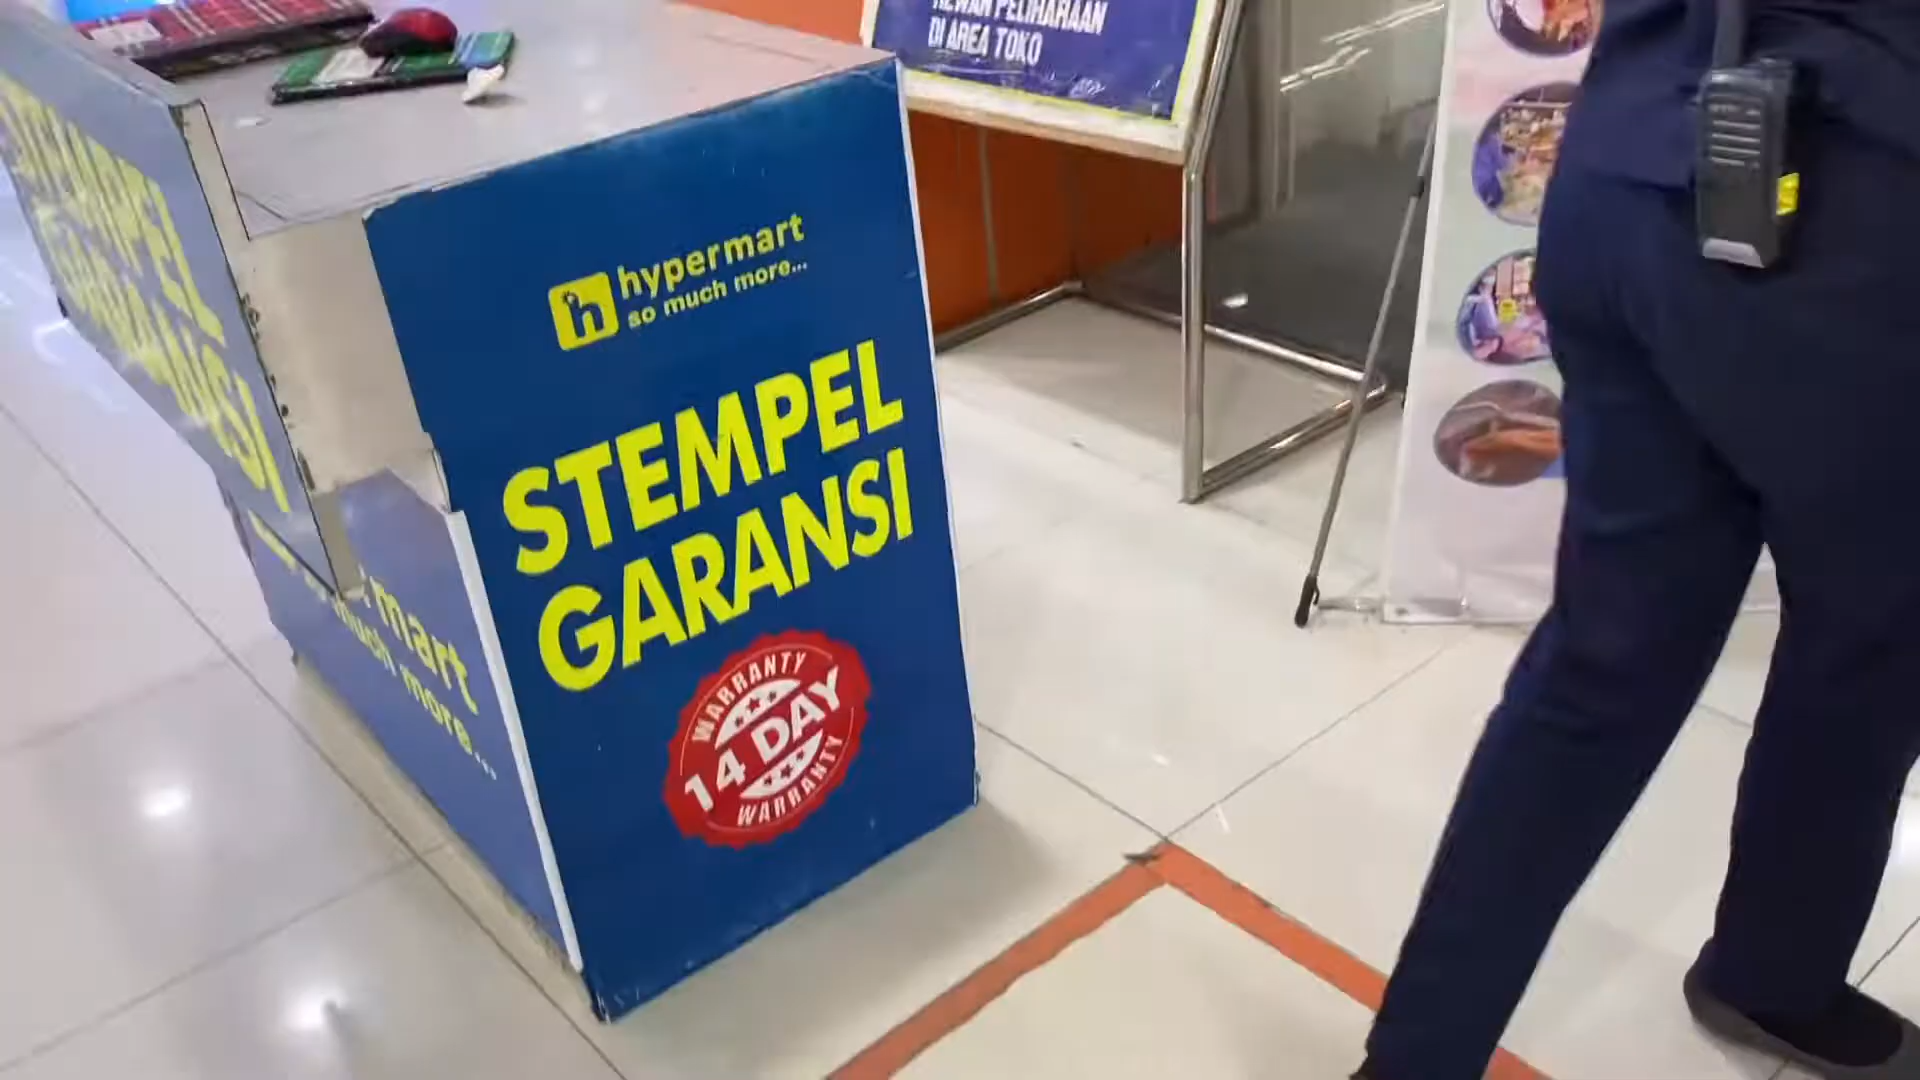 HEWAN PELIHARAAN
DI AREA TOKO
hypermart
so much more...
STEMPEL
GARANSI
WARRANTY
14 DAY
WARRANTY
STEMPEL
GARANSI
mart
much more...